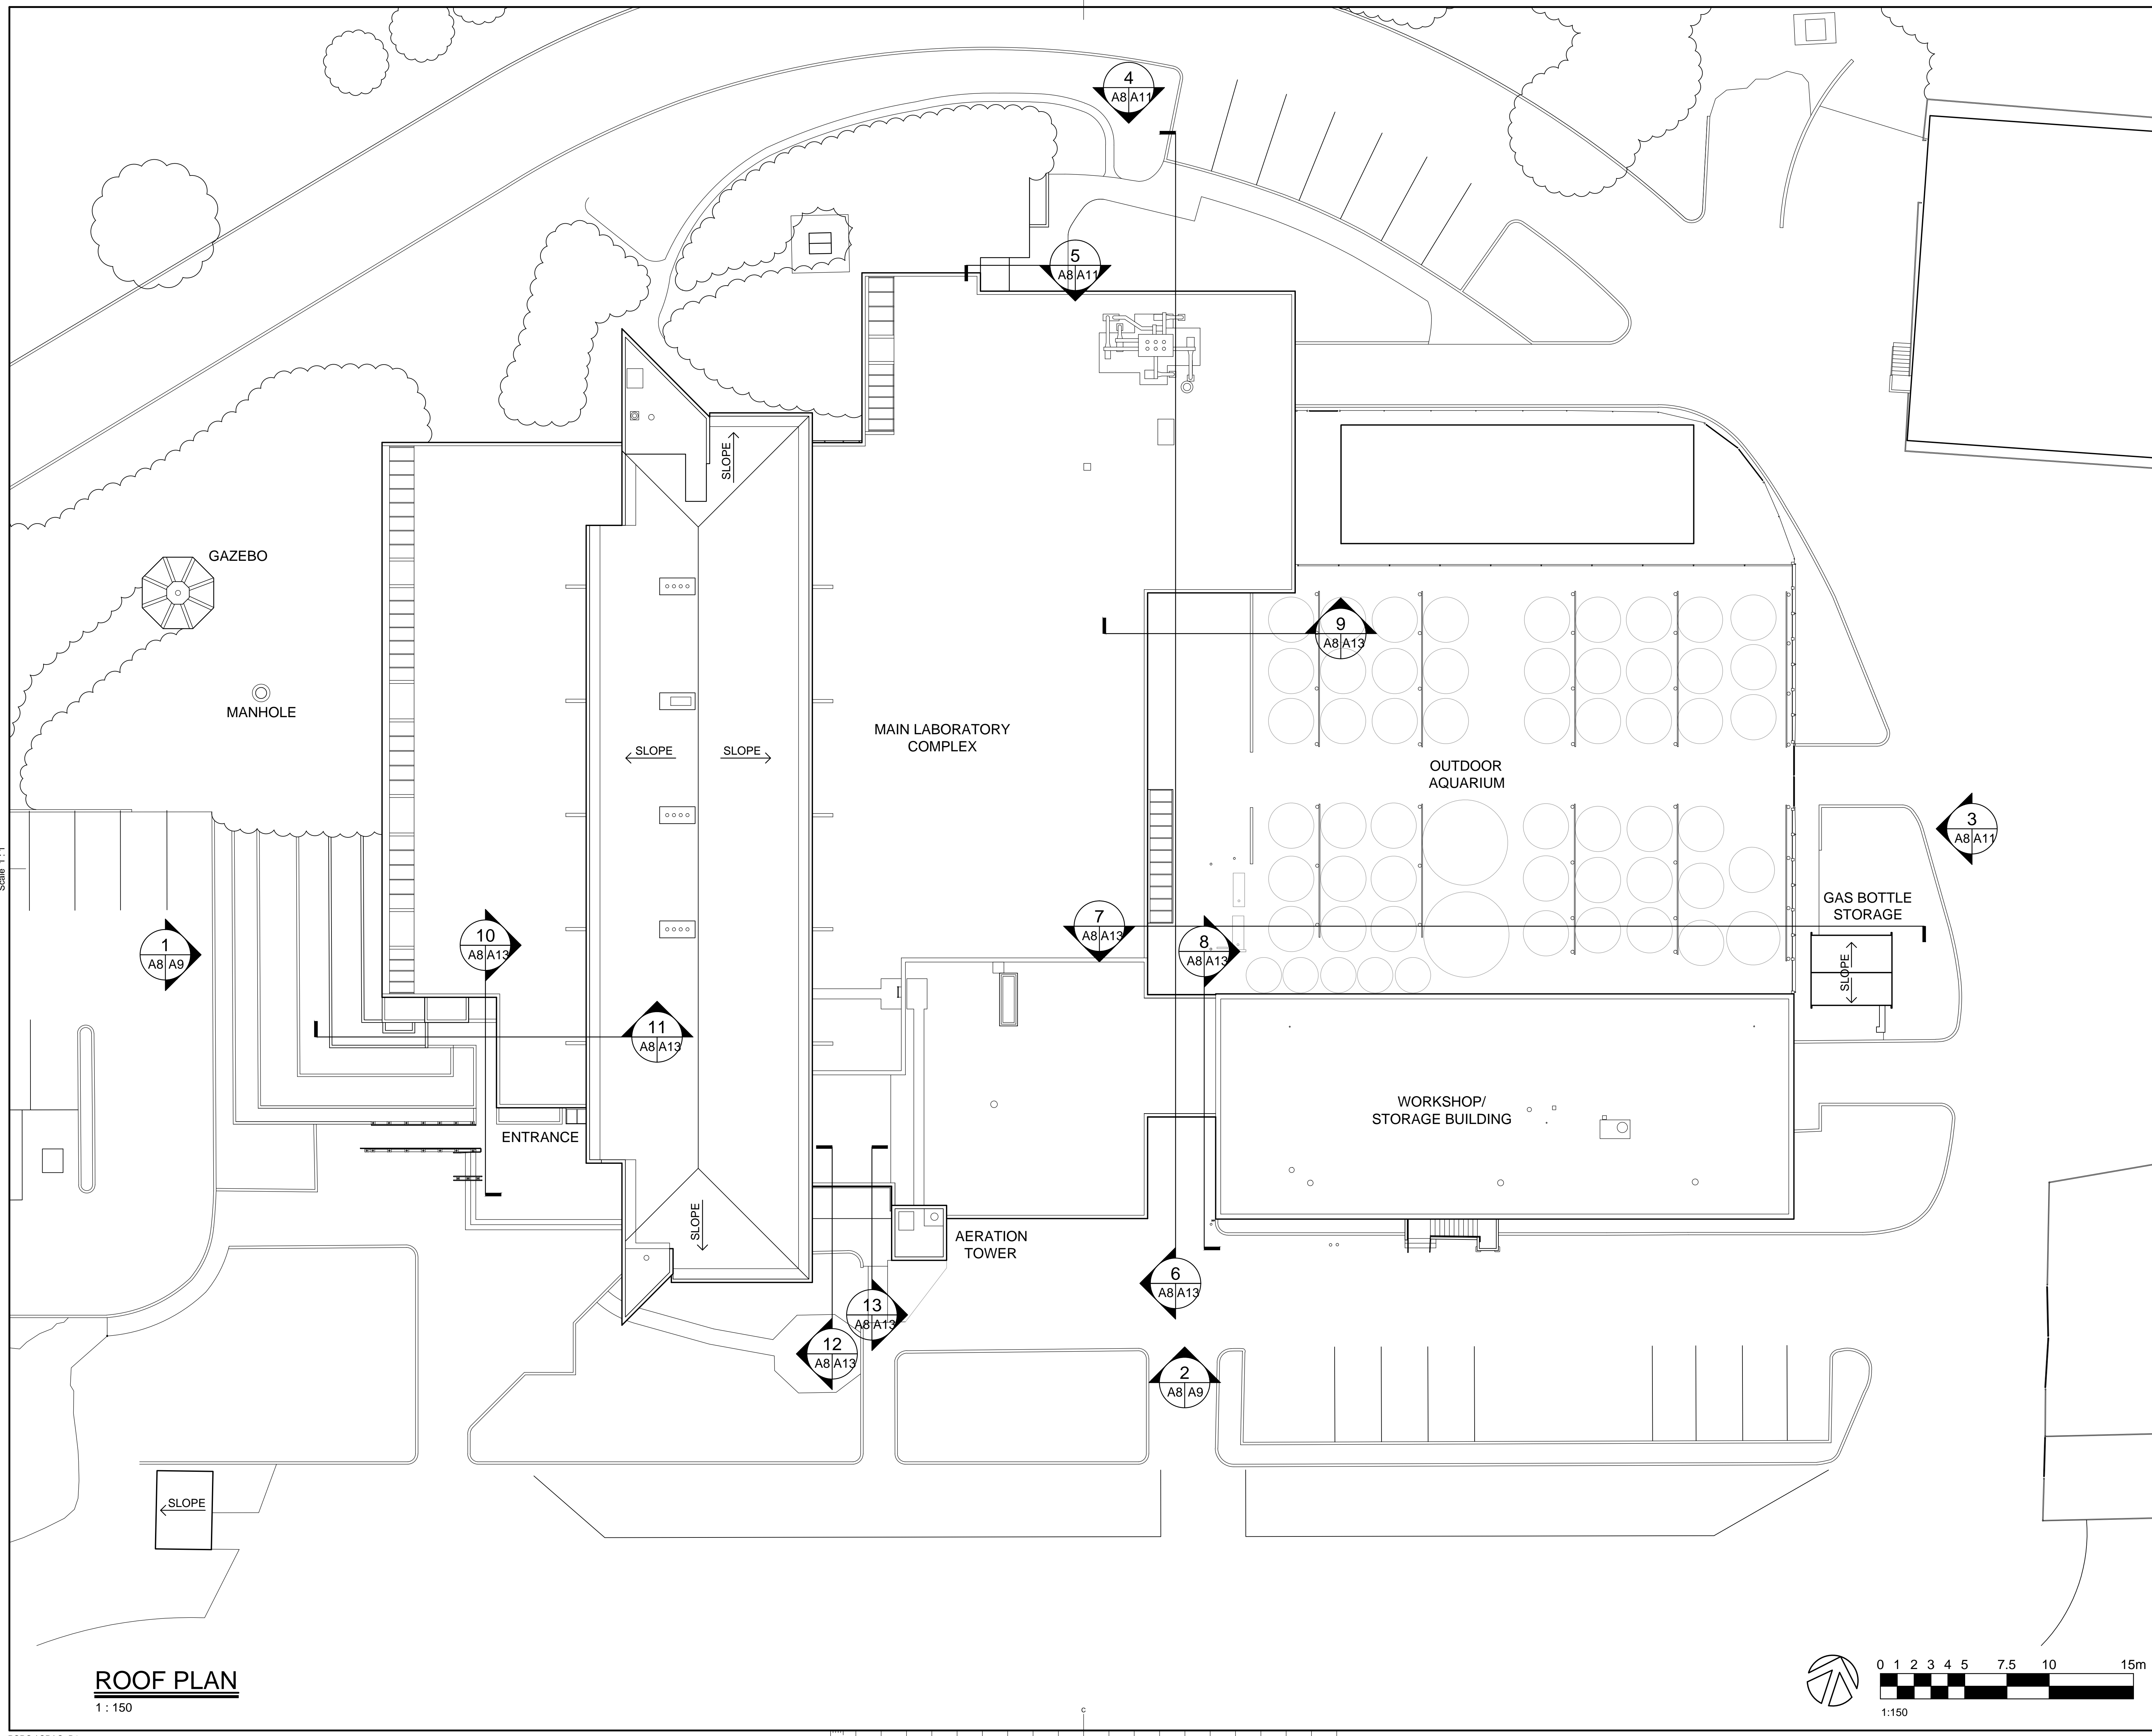 4
A8 A11
5
A8 A11
SLOPE
GAZEBO
9
A8 A13
MANHOLE
MAIN LABORATORY
COMPLEX
SLOPE
SLOPE
OUTDOOR
AQUARIUM
3
A8 A11
Scale 1 : 1
GAS BOTTLE
STORAGE
1
A8 A9
10
A8 A13
7
A8 A13
8
A8 A13
SLOPE
11
A8 A13
WORKSHOP/
STORAGE BUILDING
ENTRANCE
SLOPE
AERATION
TOWER
6
A8 A13
13
A8 A13
12
A8 A13
2
A8 A9
SLOPE
ROOF PLAN
1 : 150
0 1 2 3 4 5 7.5 10 15m
1:150
C